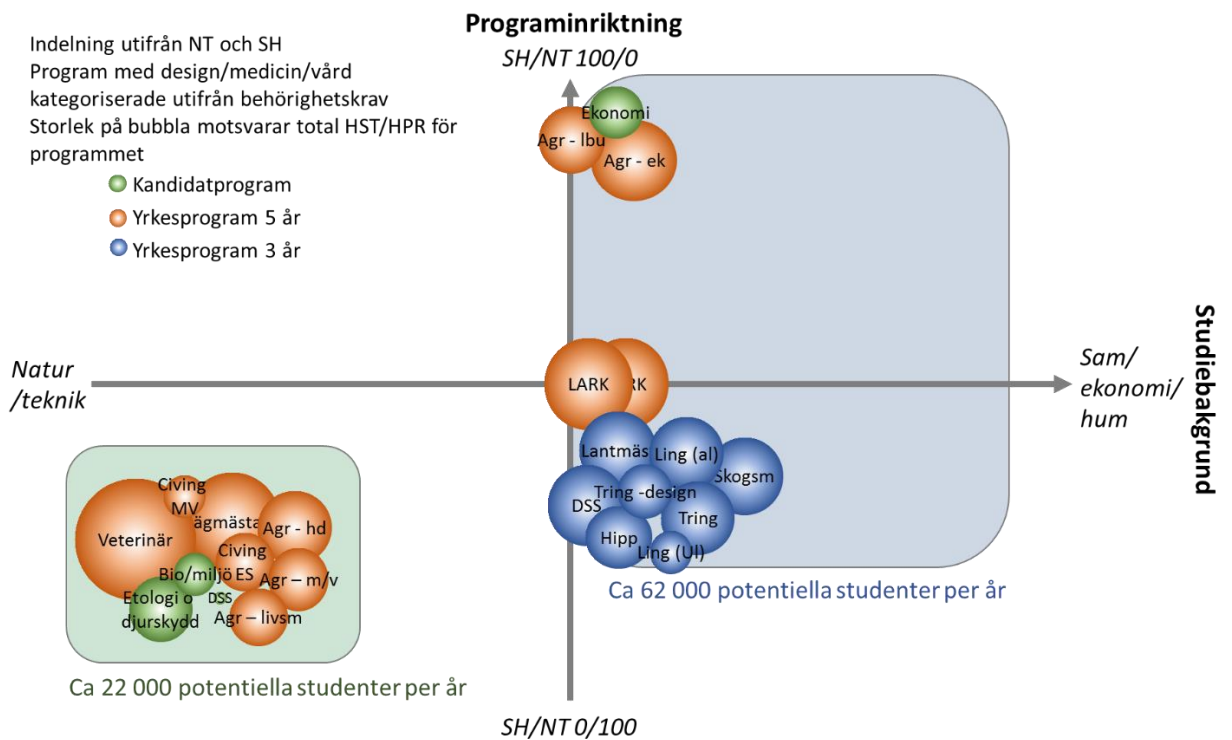 Programinriktning
SH/NT 100/0
Indelning utifrån NT och SH
Program med design/medicin/vård
kategoriserade utifrån behörighetskrav
Storlek på bubbla motsvarar total HST/HPR för
programmet
Kandidatprogram
Yrkesprogram 5 år
Yrkesprogram 3 år
Ekonomi
Agr - lbu
Agr - ek
Natur
/teknik
LARK
RK
Sam/
ekonomi/
hum
Studiebakgrund
Lantmäs
Ling (al)
Skogsm
Tring -design
DSS
Tring
Hipp
Ling (Ul)
Ca 62 000 potentiella studenter per år
Civing
MV
Veterinär
ägmästa
Agr - hd
Civing
ES
Bio/miljö
Agr – m/v
Etologi o
djurskydd
DSS
Agr – livsm
Ca 22 000 potentiella studenter per år
SH/NT 0/100